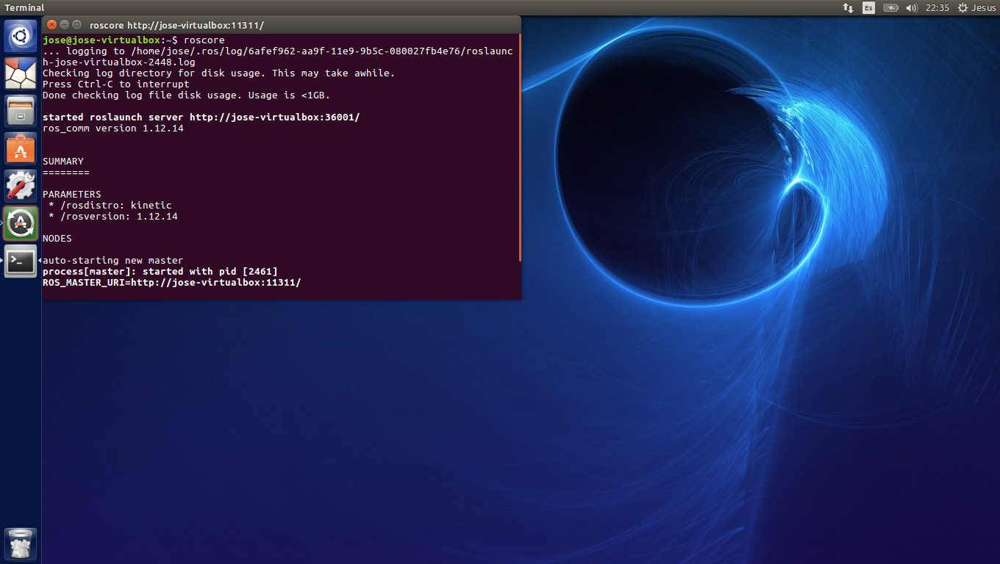 Terminal
Es
22:35
Jesus
roscore http://jose-virtualbox:11311/
jose@jose-virtualbox:~$ roscore
... logging to /home/jose/.ros/log/6afef962-aa9f-11e9-9b5c-080027fb4e76/roslaunc
h-jose-virtualbox-2448.log
Checking log directory for disk usage. This may take awhile.
Press Ctrl-C to interrupt
Done checking log file disk usage. Usage is <1GB.
started roslaunch server http://jose-virtualbox:36001/
ros_comm version 1.12.14
SUMMARY
========
PARAMETERS
* /rosdistro: kinetic
* /rosversion: 1.12.14
NODES
auto-starting new master
process[master]: started with pid [2461]
ROS_MASTER_URI=http://jose-virtualbox:11311/